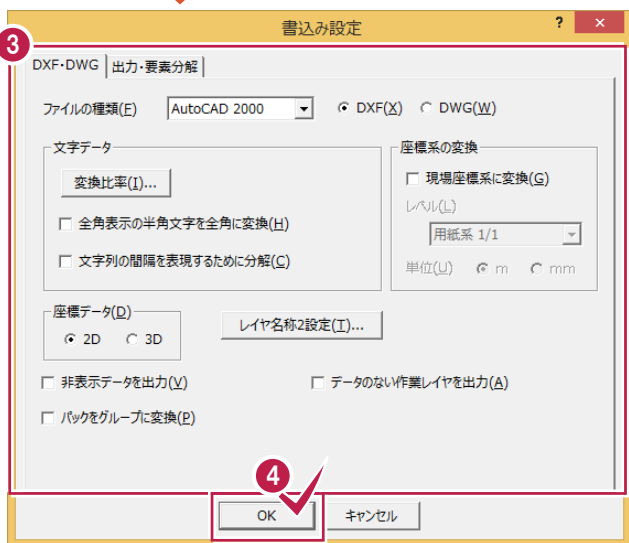 書込み設定
? ×
3
DXF・DWG 出力・要素分解
ファイルの種類(F) AutoCAD 2000 DXF(X) DWG(W)
文字データ
変換比率(I)...
全角表示の半角文字を全角に変換(H)
文字列の間隔を表現するために分解(C)
座標系の変換
現場座標系に変換(G)
レベル(L)
用紙系 1/1
単位(U) m mm
座標データ(D)
2D 3D
レイヤ名称2設定(T)...
非表示データを出力(V) データのない作業レイヤを出力(A)
パックをグループに変換(P)
4
OK キャンセル